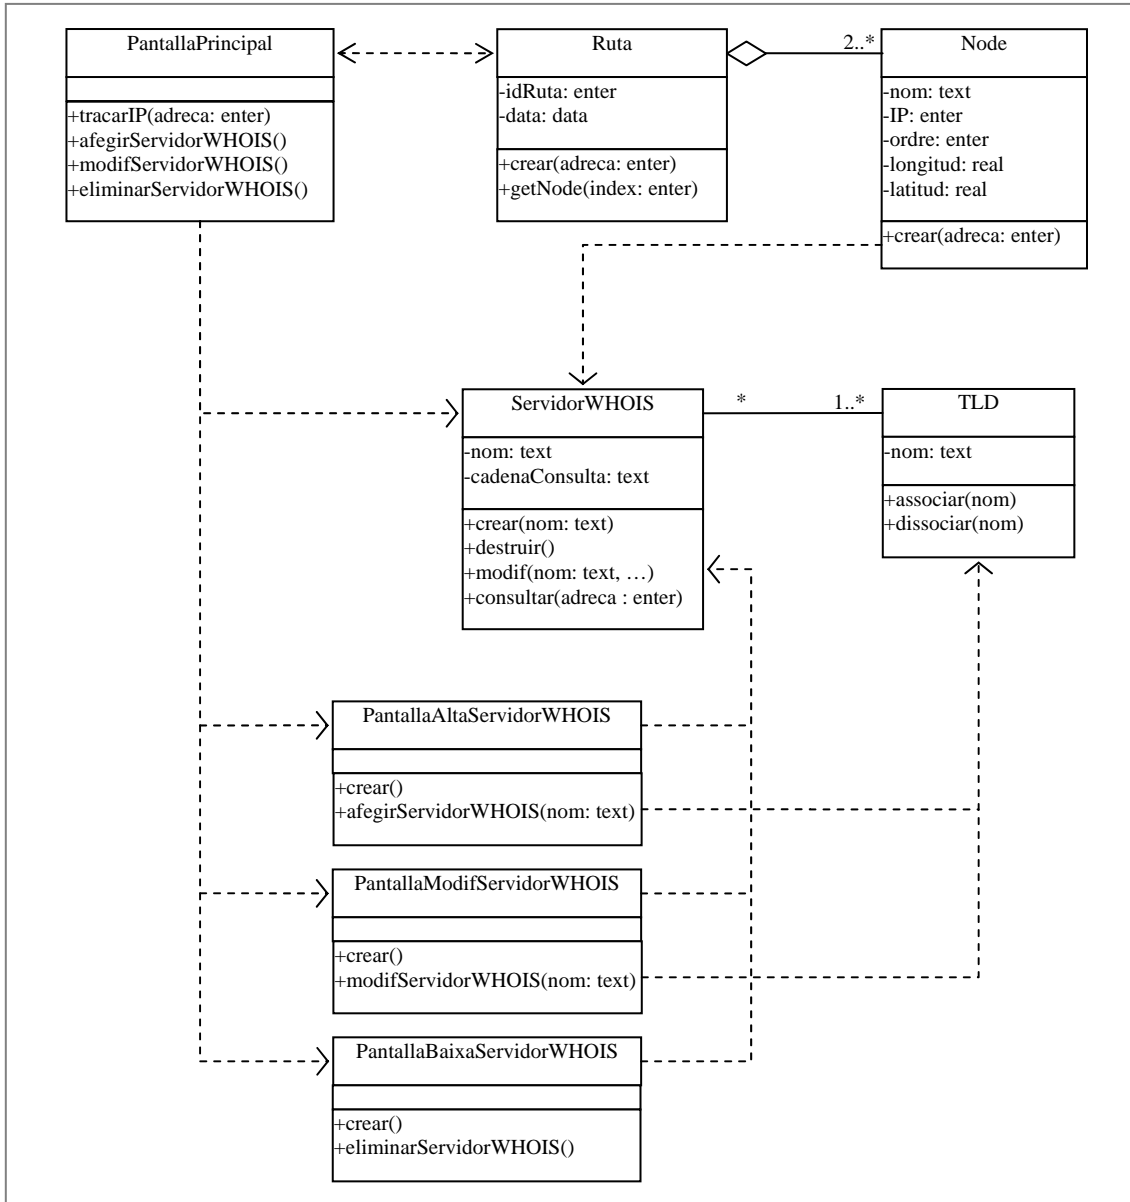 PantallaPrincipal
+tracarIP(adreca: enter)
+afegirServidorWHOIS()
+modifServidorWHOIS()
+eliminarServidorWHOIS()
Ruta
-idRuta: enter
-data: data
+crear(adreca: enter)
+getNode(index: enter)
2..*
Node
-nom: text
-IP: enter
-ordre: enter
-longitud: real
-latitud: real
+crear(adreca: enter)
ServidorWHOIS
-nom: text
-cadenaConsulta: text
+crear(nom: text)
+destruir()
+modif(nom: text, …)
+consultar(adreca : enter)
*
1..*
TLD
-nom: text
+associar(nom)
+dissociar(nom)
PantallaAltaServidorWHOIS
+crear()
+afegirServidorWHOIS(nom: text)
PantallaModifServidorWHOIS
+crear()
+modifServidorWHOIS(nom: text)
PantallaBaixaServidorWHOIS
+crear()
+eliminarServidorWHOIS()